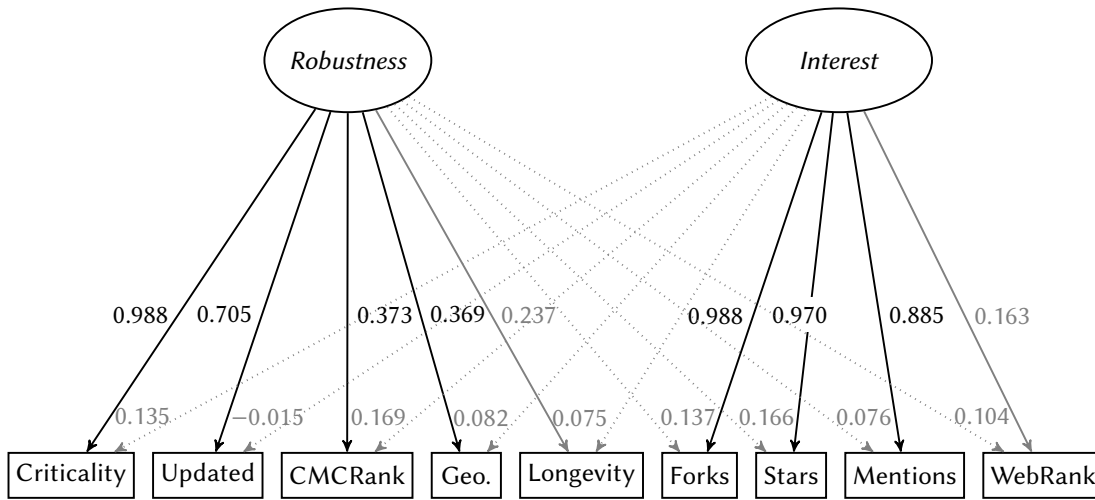 Robustness Interest
0.988 0.705 0.373 0.369 0.237 0.988 0.970 0.885 0.163
0.135 −0.015 0.169 0.082 0.075 0.137 0.166 0.076 0.104
Criticality Updated CMCRank Geo. Longevity Forks Stars Mentions WebRank